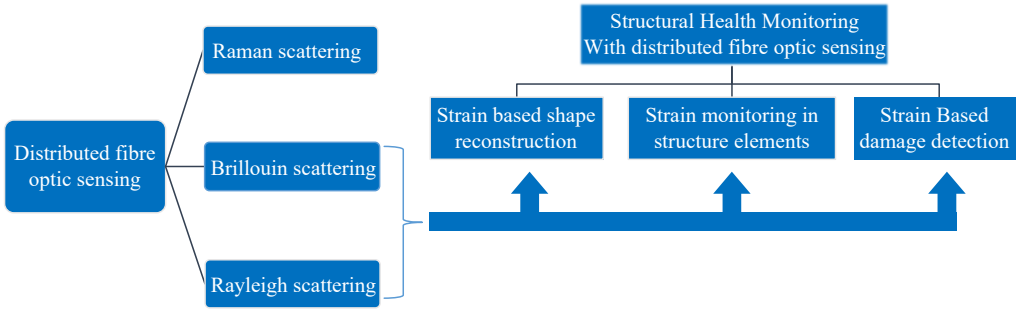 Distributed fibre
optic sensing
Raman scattering
Brillouin scattering
Rayleigh scattering
Structural Health Monitoring
With distributed fibre optic sensing
Strain based shape
reconstruction
Strain monitoring in
structure elements
Strain Based
damage detection